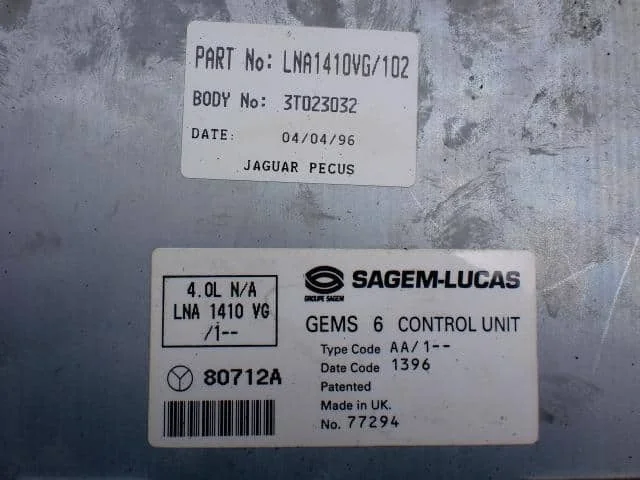 PART No: LNA1410VG/102
BODY No: 3T023032
DATE: 04/04/96
JAGUAR PECUS
4.0L N/A
LNA 1410 VG
/1--
80712A
GROUPE SAGEM
SAGEM-LUCAS
GEMS 6 CONTROL UNIT
Type Code AA/1--
Date Code 1396
Patented
Made in UK.
No. 77294